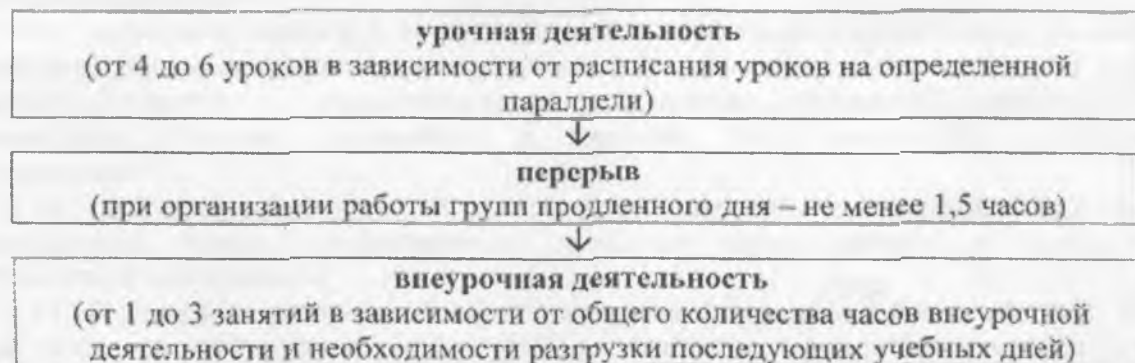 урочная деятельность
(от 4 до 6 уроков в зависимости от расписания уроков на определенной
параллели)
↓
перерыв
(при организации работы групп продленного дня – не менее 1,5 часов)
↓
внеурочная деятельность
(от 1 до 3 занятий в зависимости от общего количества часов внеурочной
деятельности и необходимости разгрузки последующих учебных дней)